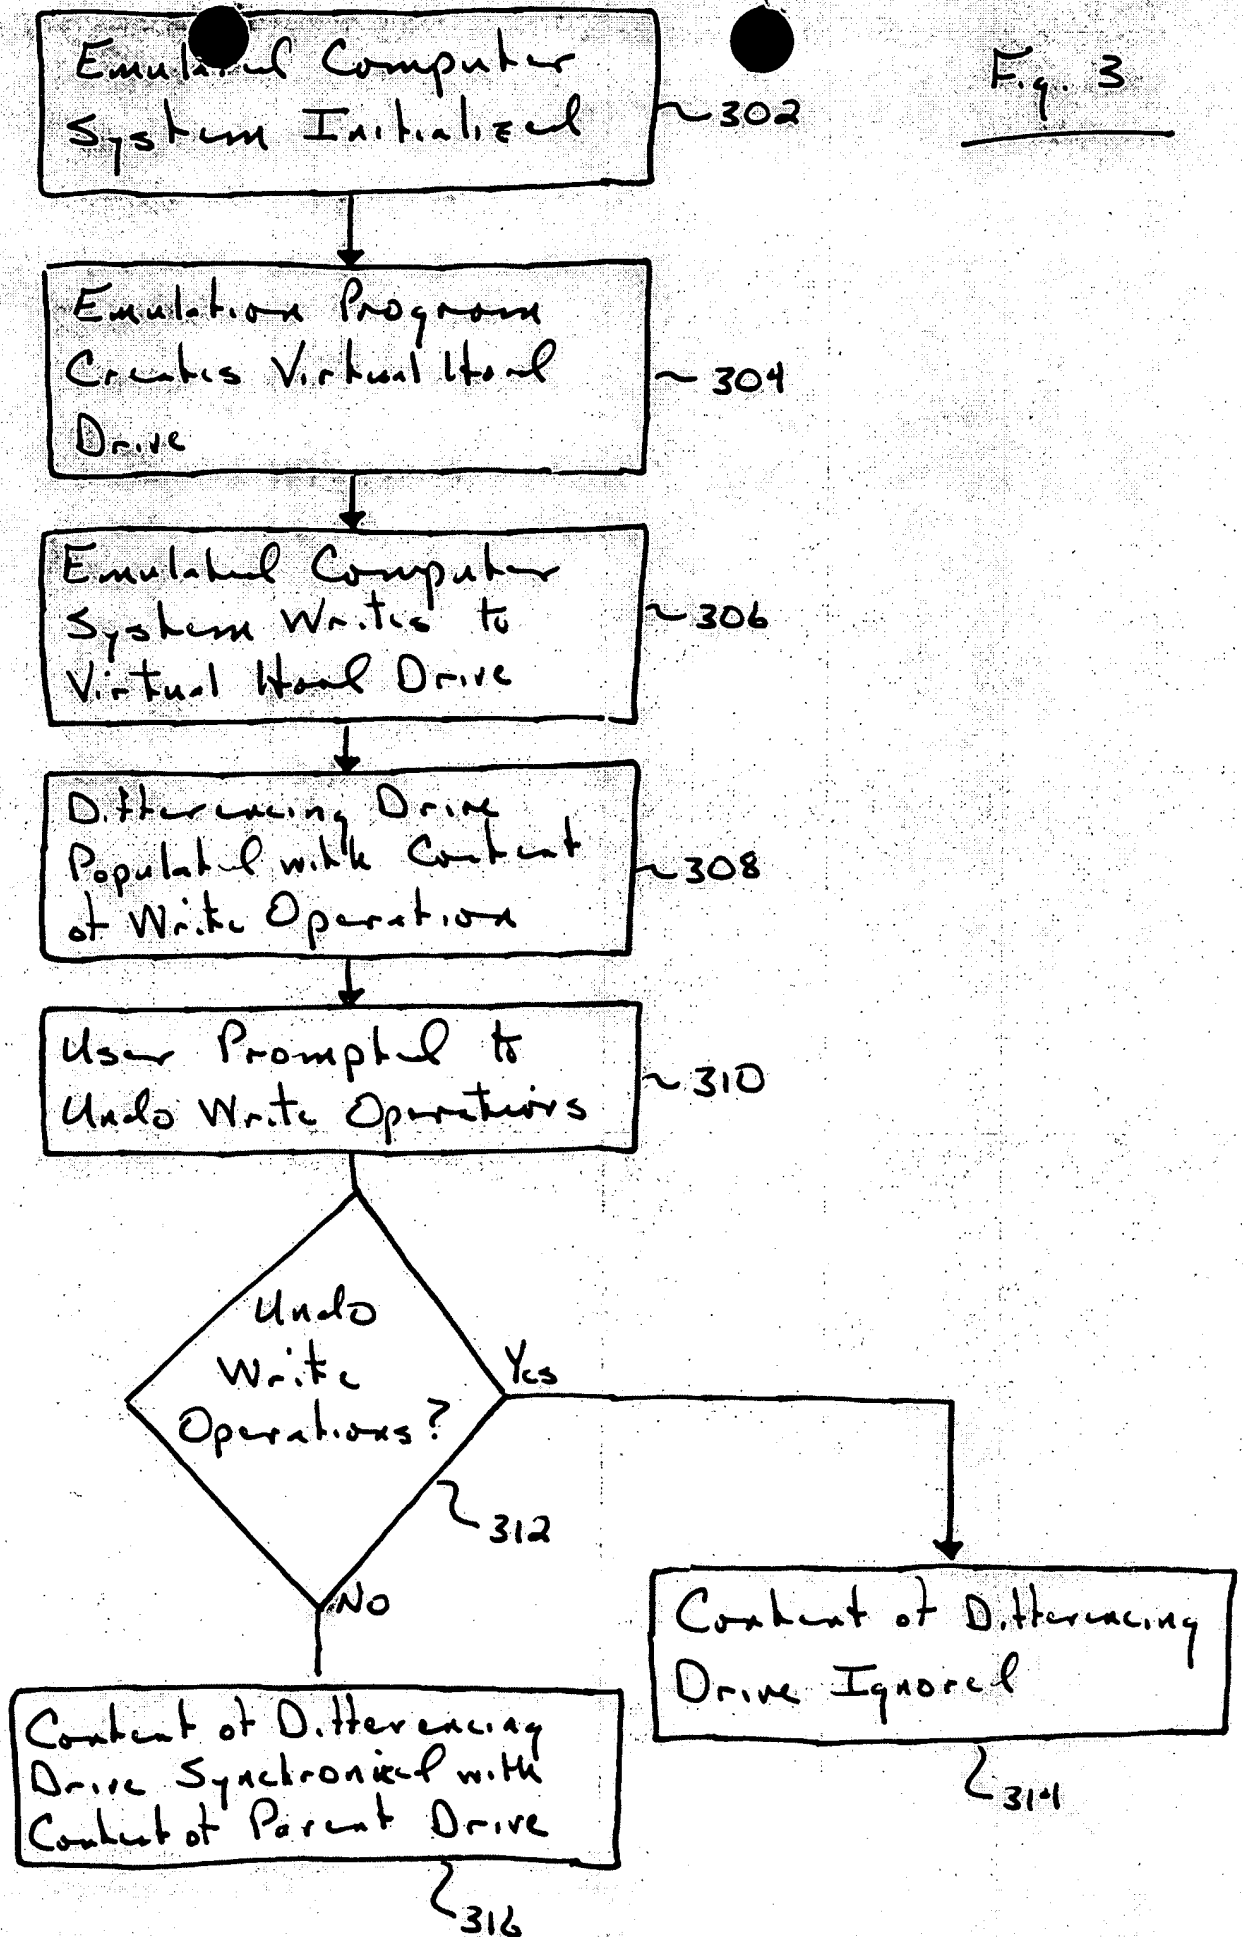 Emulated Computer
System Initialized
302
Fig. 3
Emulation Program
Creates Virtual Hard
Drive
304
Emulated Computer
System Writes to
Virtual Hard Drive
306
Differencing Drive
Populated with Content
of Write Operation
308
User Prompted to
Undo Write Operations
310
Undo
Write
Operations?
Yes
312
No
Content of Differencing
Drive Ignored
314
Content of Differencing
Drive Synchronized with
Content of Parent Drive
316